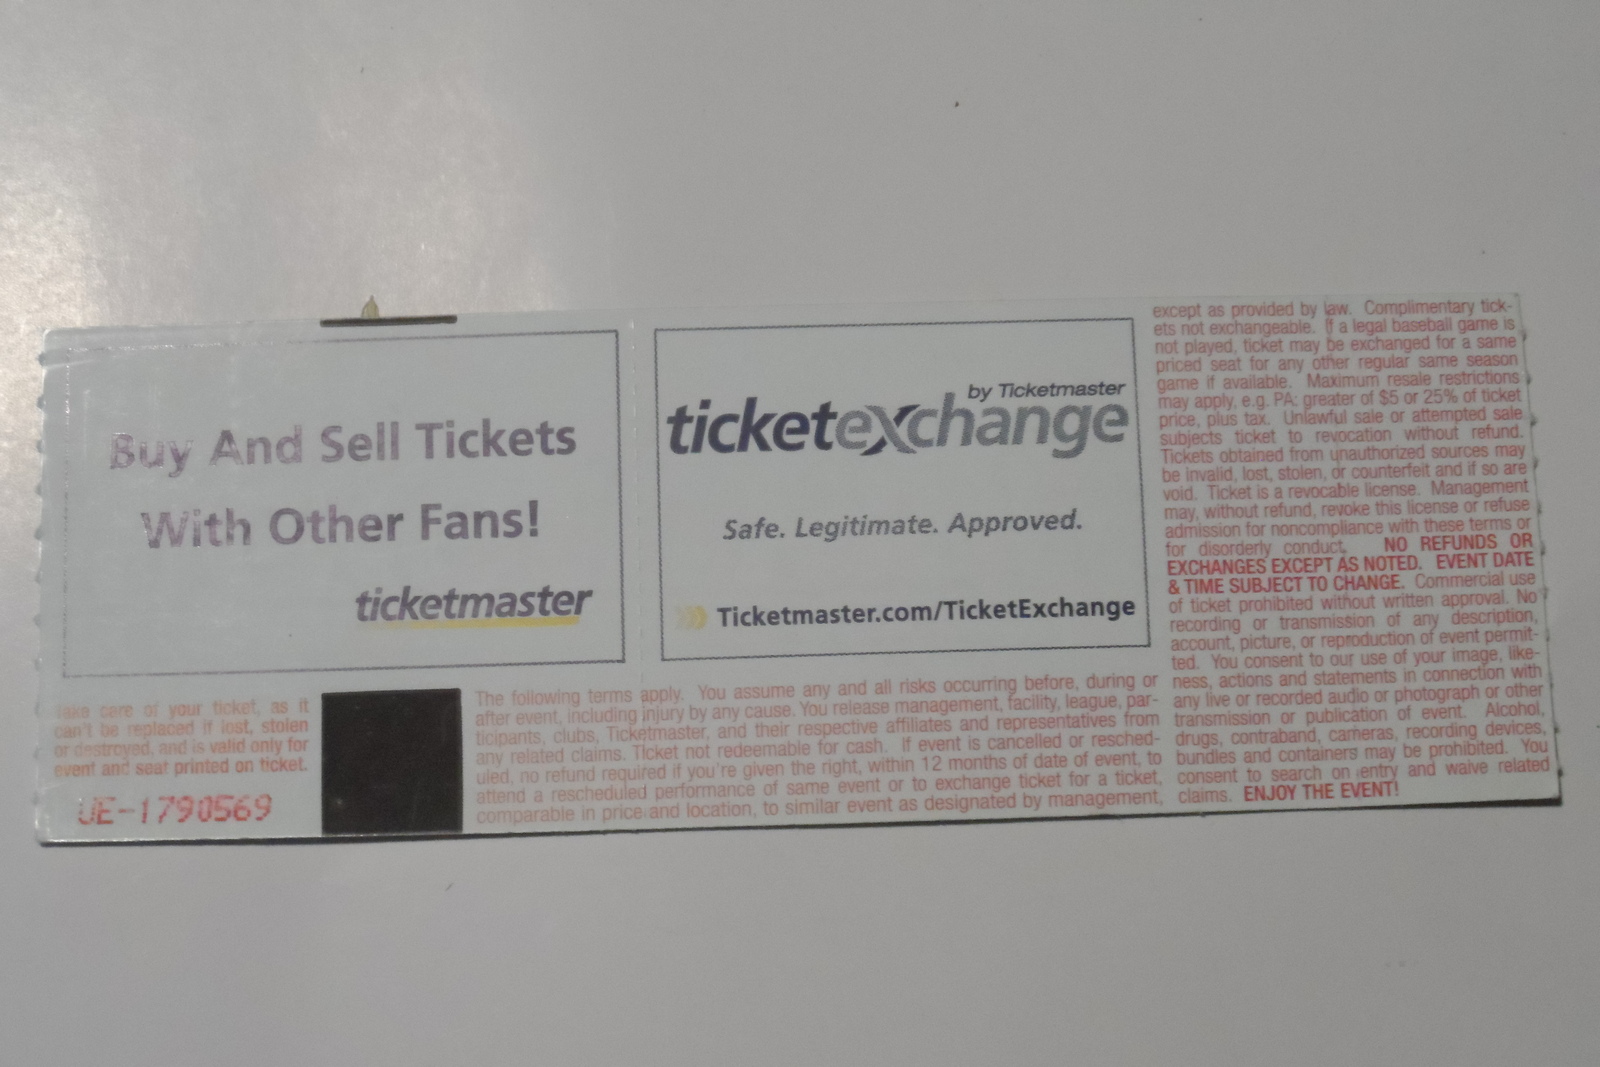 Buy And Sell Tickets
With Other Fans!
ticketmaster
by Ticketmaster
ticketexchange
Safe. Legitimate. Approved.
Ticketmaster.com/TicketExchange
Take care of your ticket, as it
can't be replaced if lost, stolen
or destroyed, and is valid only for
event and seat printed on ticket.
UE-1790569
The following terms apply. You assume any and all risks occurring before, during or
after event, including injury by any cause. You release management, facility, league, par-
ticipants, clubs, Ticketmaster, and their respective affiliates and representatives from
any related claims. Ticket not redeemable for cash. If event is cancelled or resched-
uled, no refund required if you're given the right, within 12 months of date of event, to
attend a rescheduled performance of same event or to exchange ticket for a ticket,
comparable in price and location, to similar event as designated by management,
except as provided by law. Complimentary tick-
ets not exchangeable. If a legal baseball game is
not played, ticket may be exchanged for a same
priced seat for any other regular same season
game if available. Maximum resale restrictions
may apply, e.g. PA: greater of $5 or 25% of ticket
price, plus tax. Unlawful sale or attempted sale
subjects ticket to revocation without refund.
Tickets obtained from unauthorized sources may
be invalid, lost, stolen, or counterfeit and if so are
void. Ticket is a revocable license. Management
may, without refund, revoke this license or refuse
admission for noncompliance with these terms or
for disorderly conduct. NO REFUNDS OR
EXCHANGES EXCEPT AS NOTED. EVENT DATE
& TIME SUBJECT TO CHANGE. Commercial use
of ticket prohibited without written approval. No
recording or transmission of any description,
account, picture, or reproduction of event permit-
ted. You consent to our use of your image, like-
ness, actions and statements in connection with
any live or recorded audio or photograph or other
transmission or publication of event. Alcohol,
drugs, contraband, cameras, recording devices,
bundles and containers may be prohibited. You
consent to search on entry and waive related
claims. ENJOY THE EVENT!